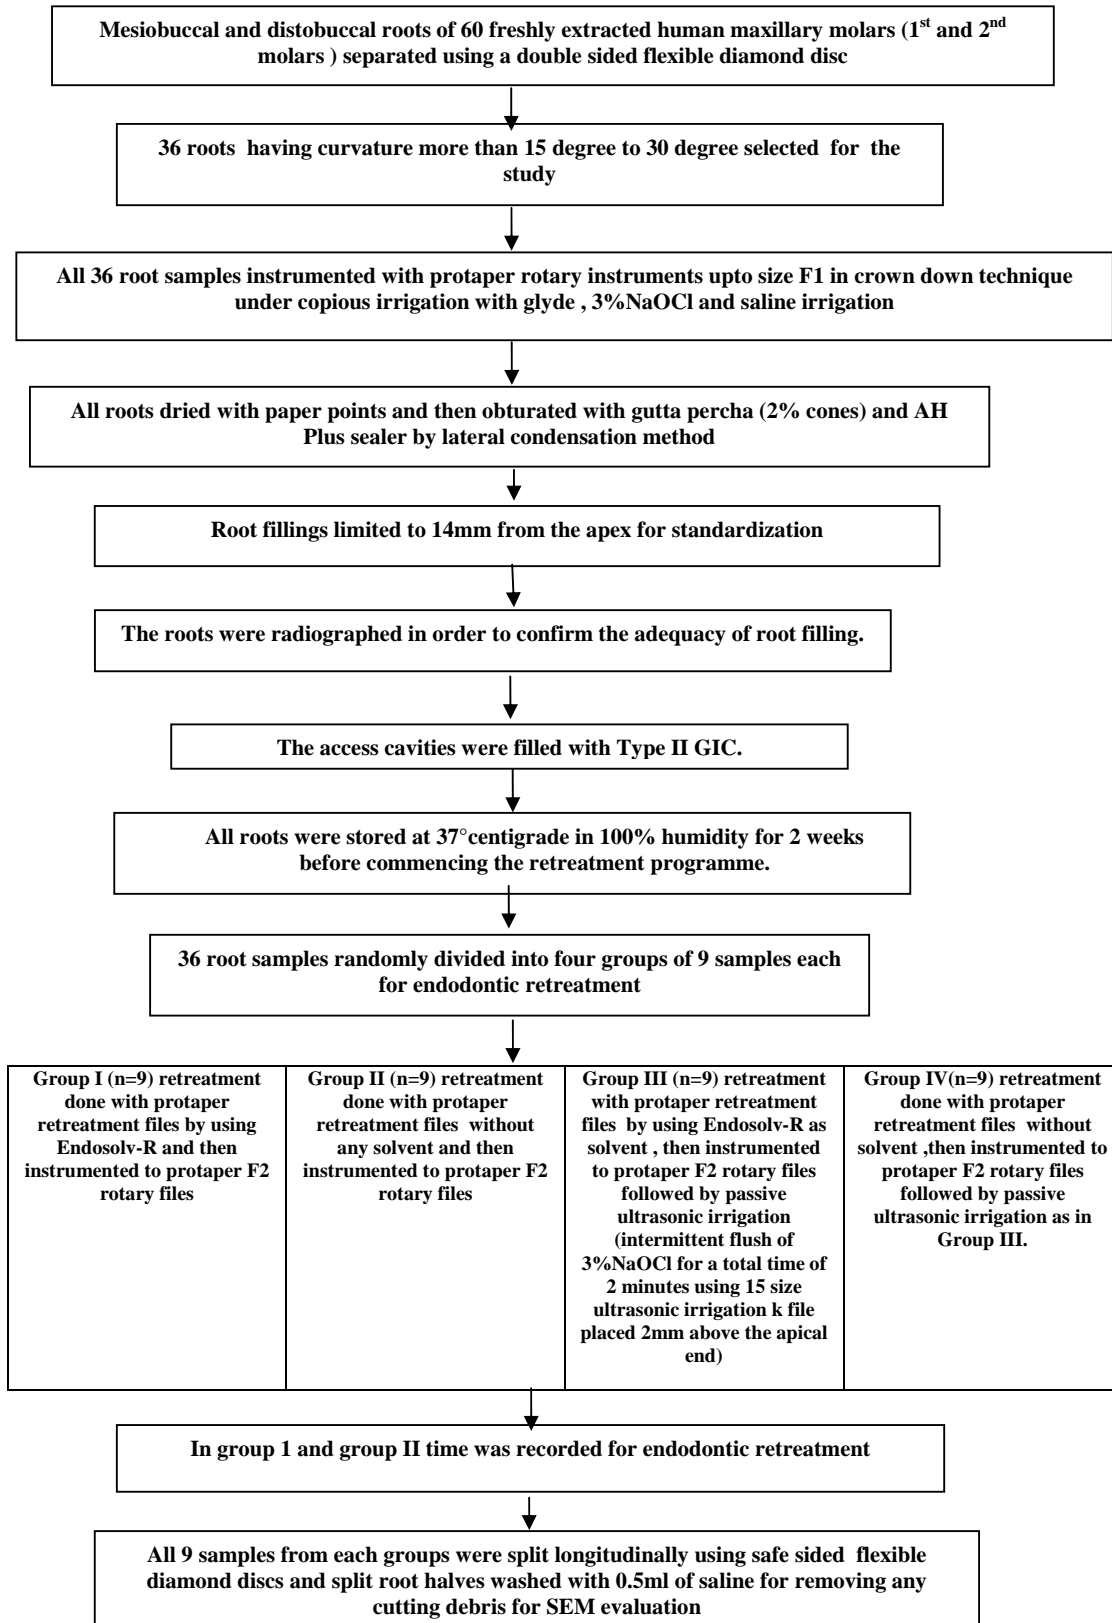 Mesiobuccal and distobuccal roots of 60 freshly extracted human maxillary molars (1st and 2nd
molars ) separated using a double sided flexible diamond disc
36 roots having curvature more than 15 degree to 30 degree selected for the
study
All 36 root samples instrumented with protaper rotary instruments upto size F1 in crown down technique
under copious irrigation with glyde , 3%NaOCl and saline irrigation
All roots dried with paper points and then obturated with gutta percha (2% cones) and AH
Plus sealer by lateral condensation method
Root fillings limited to 14mm from the apex for standardization
The roots were radiographed in order to confirm the adequacy of root filling.
The access cavities were filled with Type II GIC.
All roots were stored at 37°centigrade in 100% humidity for 2 weeks
before commencing the retreatment programme.
36 root samples randomly divided into four groups of 9 samples each
for endodontic retreatment
Group I (n=9) retreatment
done with protaper
retreatment files by using
Endosolv-R and then
instrumented to protaper F2
rotary files
Group II (n=9) retreatment
done with protaper
retreatment files without
any solvent and then
instrumented to protaper F2
rotary files
Group III (n=9) retreatment
with protaper retreatment
files by using Endosolv-R as
solvent , then instrumented
to protaper F2 rotary files
followed by passive
ultrasonic irrigation
(intermittent flush of
3%NaOCl for a total time of
2 minutes using 15 size
ultrasonic irrigation k file
placed 2mm above the apical
end)
Group IV(n=9) retreatment
done with protaper
retreatment files without
solvent ,then instrumented to
protaper F2 rotary files
followed by passive
ultrasonic irrigation as in
Group III.
In group 1 and group II time was recorded for endodontic retreatment
All 9 samples from each groups were split longitudinally using safe sided flexible
diamond discs and split root halves washed with 0.5ml of saline for removing any
cutting debris for SEM evaluation